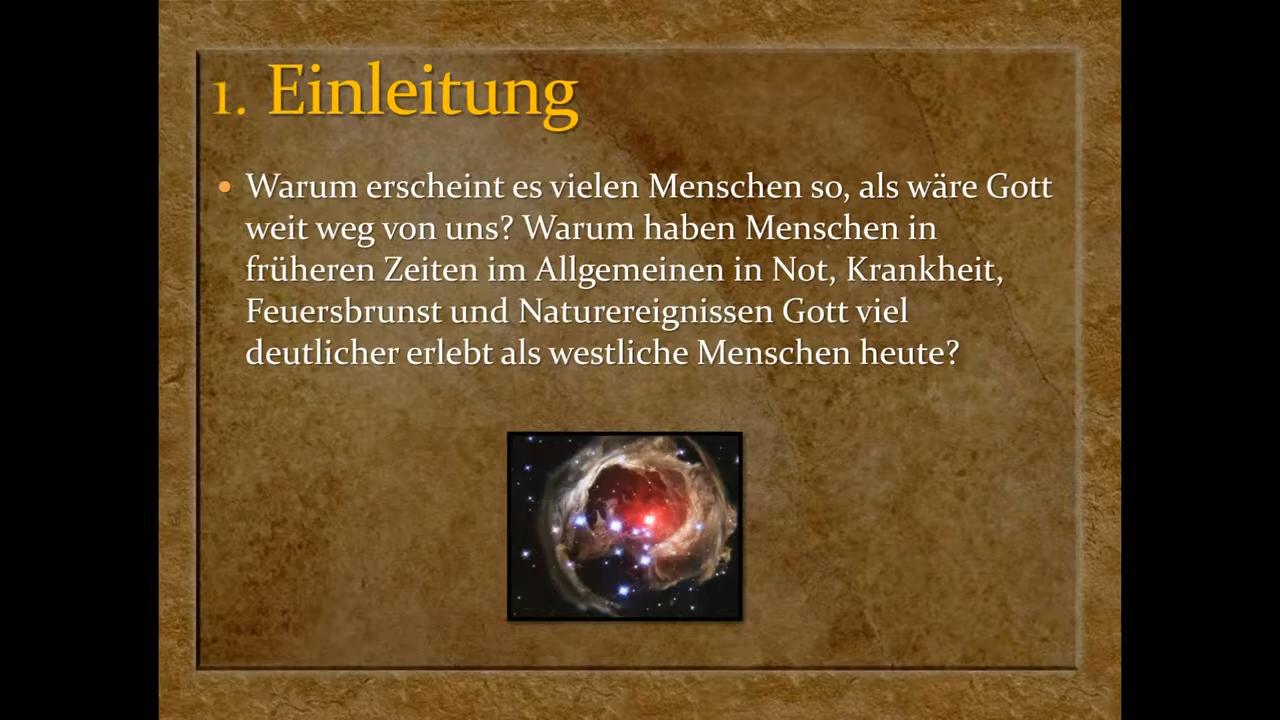 1. Einleitung
• Warum erscheint es vielen Menschen so, als wäre Gott
weit weg von uns? Warum haben Menschen in
früheren Zeiten im Allgemeinen in Not, Krankheit,
Feuersbrunst und Naturereignissen Gott viel
deutlicher erlebt als westliche Menschen heute?